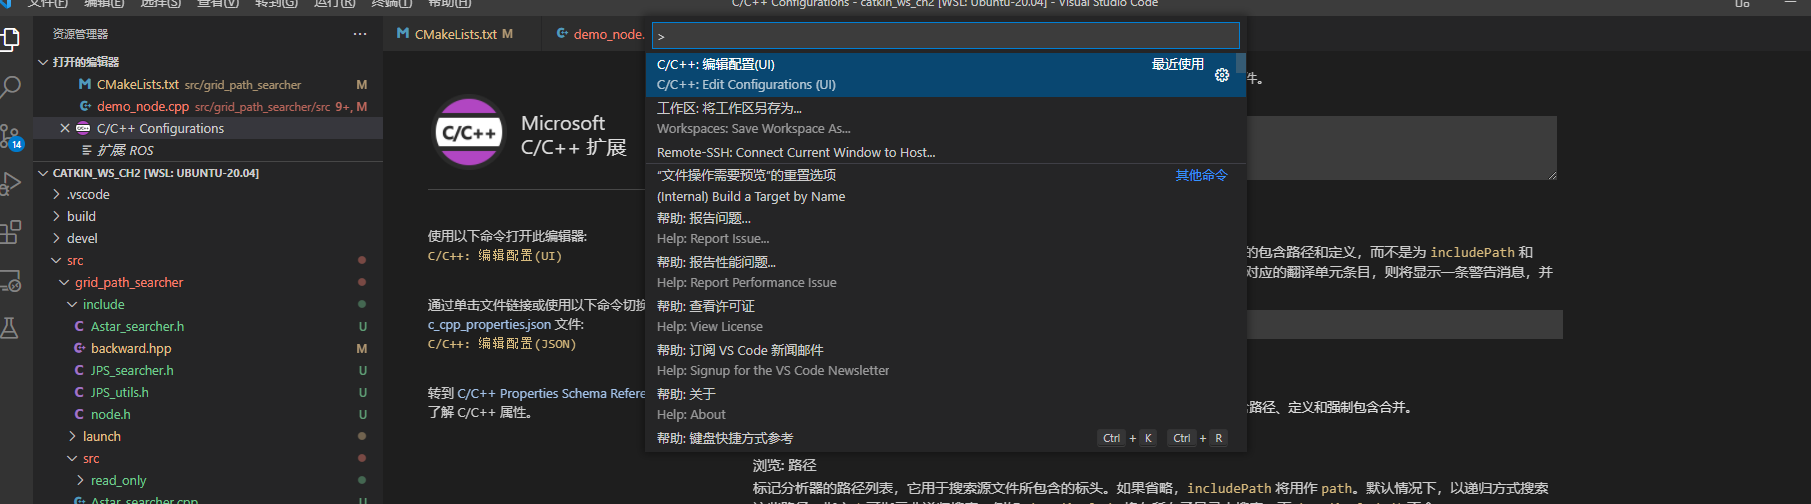 文件(F) 编辑(E) 选择(S) 查看(V) 转到(G) 运行(R) 终端(T) 帮助(H)
C/C++ Configurations - catkin_ws_ch2 [WSL: Ubuntu-20.04] - Visual Studio Code
资源管理器 ···
打开的编辑器
CMakeLists.txt src/grid_path_searcher M
demo_node.cpp src/grid_path_searcher/src 9+, M
C/C++ Configurations
扩展: ROS
14
CATKIN_WS_CH2 [WSL: UBUNTU-20.04]
.vscode
build
devel
src
grid_path_searcher
include
Astar_searcher.h U
backward.hpp M
JPS_searcher.h U
JPS_utils.h U
node.h U
launch
src
read_only
Astar_searcher.cpp
CMakeLists.txt M
demo_node.
C/C++
Microsoft
C/C++ 扩展
使用以下命令打开此编辑器:
C/C++: 编辑配置(UI)
通过单击文件链接或使用以下命令切换
c_cpp_properties.json 文件:
C/C++: 编辑配置(JSON)
转到 C/C++ Properties Schema Refere
了解 C/C++ 属性。
>
C/C++: 编辑配置(UI) 最近使用
C/C++: Edit Configurations (UI)
工作区: 将工作区另存为...
Workspaces: Save Workspace As...
Remote-SSH: Connect Current Window to Host...
"文件操作需要预览"的重置选项 其他命令
(Internal) Build a Target by Name
帮助: 报告问题...
Help: Report Issue...
帮助: 报告性能问题...
Help: Report Performance Issue
帮助: 查看许可证
Help: View License
帮助: 订阅 VS Code 新闻邮件
Help: Signup for the VS Code Newsletter
帮助: 关于
Help: About
帮助: 键盘快捷方式参考 Ctrl + K Ctrl + R
件。
的包含路径和定义，而不是为 includePath 和
对应的翻译单元条目，则将显示一条警告消息，并
路径、定义和强制包含合并。
浏览: 路径
标记分析器的路径列表，它用于搜索源文件所包含的标头。如果省略，includePath 将用作 path。默认情况下，以递归方式搜索